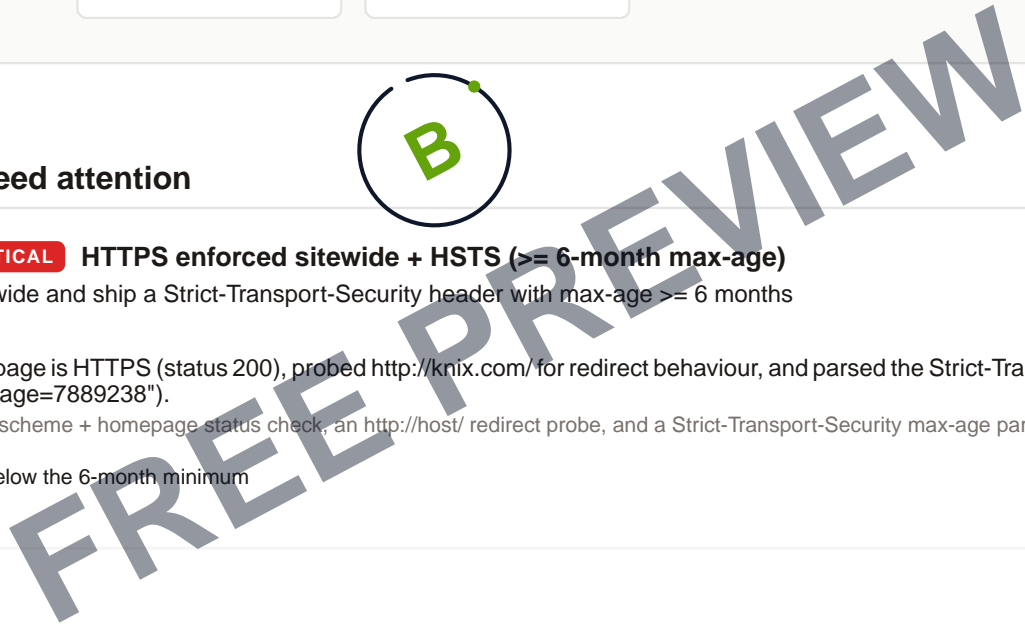 B
eed attention
TICAL
HTTPS enforced sitewide + HSTS (>= 6-month max-age)
wide and ship a Strict-Transport-Security header with max-age >= 6 months
page is HTTPS (status 200), probed http://knix.com/ for redirect behaviour, and parsed the Strict-Tra
age=7889238").
scheme + homepage status check, an http://host/ redirect probe, and a Strict-Transport-Security max-age par
elow the 6-month minimum
FREE PREVIEW